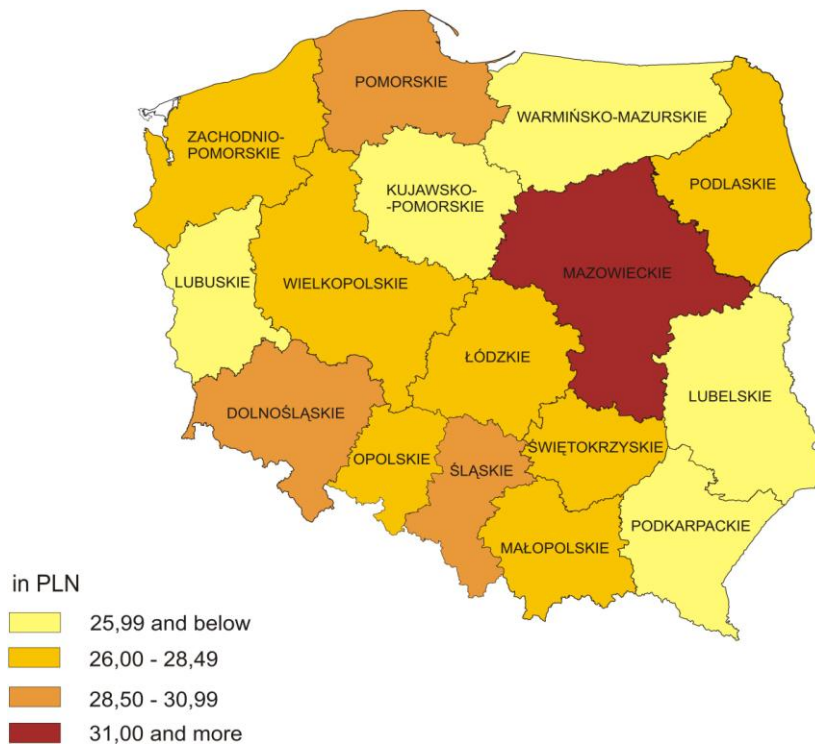 POMORSKIE
WARMIŃSKO-MAZURSKIE
ZACHODNIO-
POMORSKIE
PODLASKIE
KUJAWSKO-
-POMORSKIE
MAZOWIECKIE
LUBUSKIE
WIELKOPOLSKIE
ŁÓDZKIE
LUBELSKIE
DOLNOŚLĄSKIE
ŚWIĘTOKRZYSKIE
OPOLSKIE
ŚLĄSKIE
PODKARPACKIE
MAŁOPOLSKIE
in PLN
25,99 and below
26,00 - 28,49
28,50 - 30,99
31,00 and more